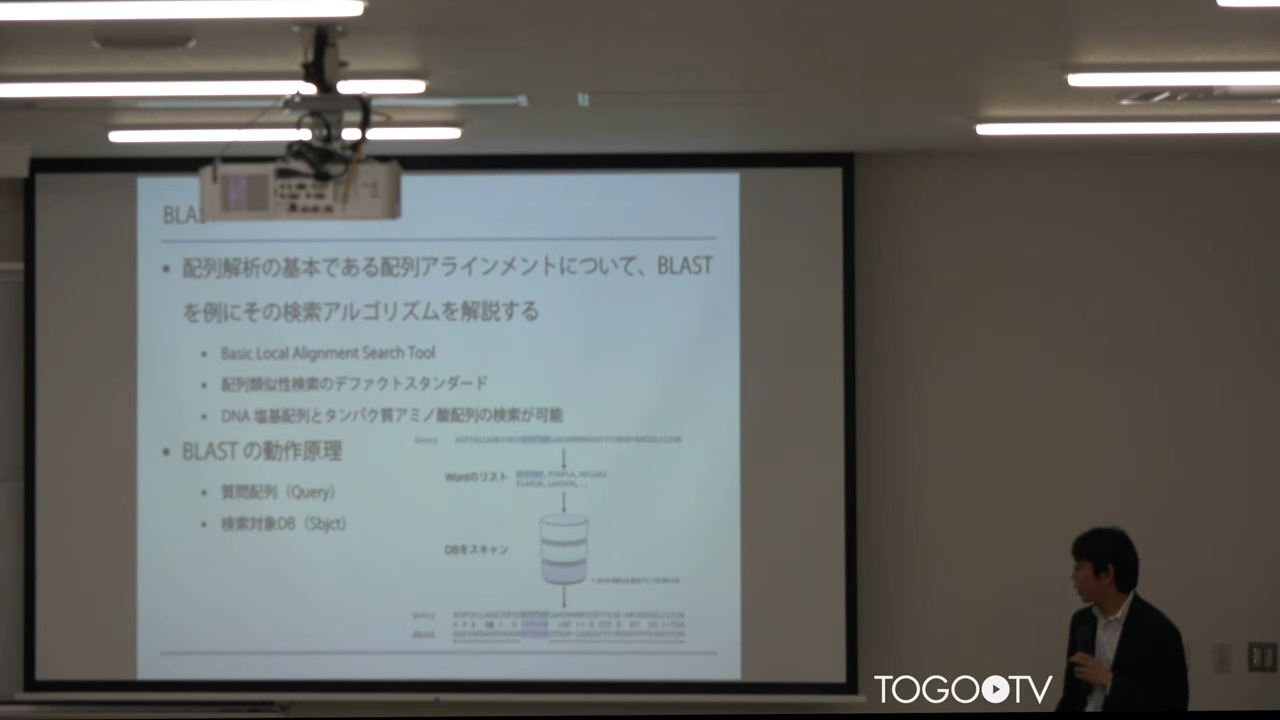 BLAS
▪ 配列解析の基本である配列アラインメントについて、BLAST
を例にその検索アルゴリズムを解説する
• Basic Local Alignment Search Tool
• 配列類似性検索のデファクトスタンダード
• DNA 塩基配列とタンパク質アミノ酸配列の検索が可能
▪ BLAST の動作原理
• 質問配列（Query）
• 検索対象DB（Sbjct）
Query
Wordのリスト
DBをスキャン
Query
TOGOTV